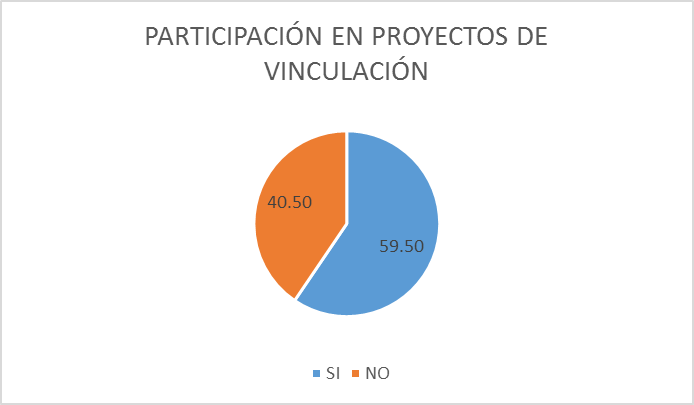 PARTICIPACIÓN EN PROYECTOS DE
VINCULACIÓN
40.50
59.50
SI NO